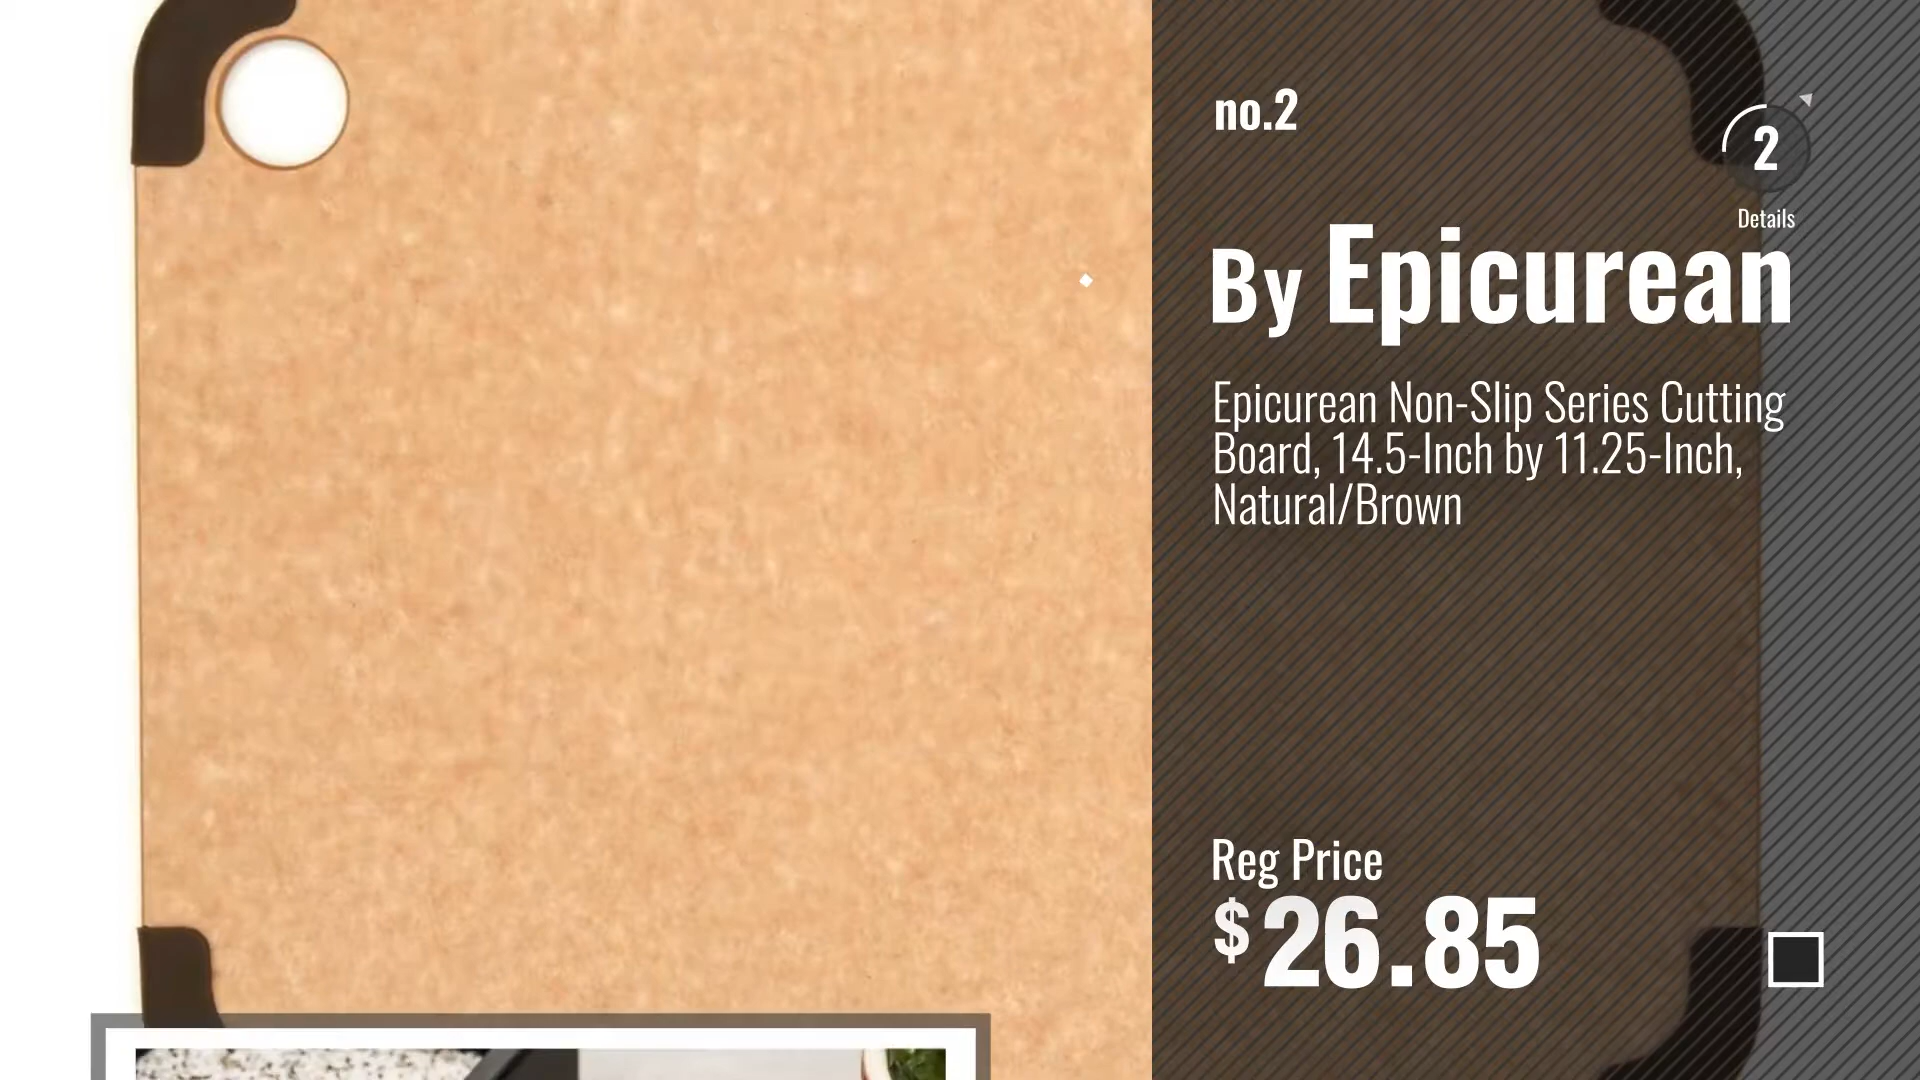 no.2
2
Details
By Epicurean
Epicurean Non-Slip Series Cutting
Board, 14.5-Inch by 11.25-Inch,
Natural/Brown
Reg Price
$26.85